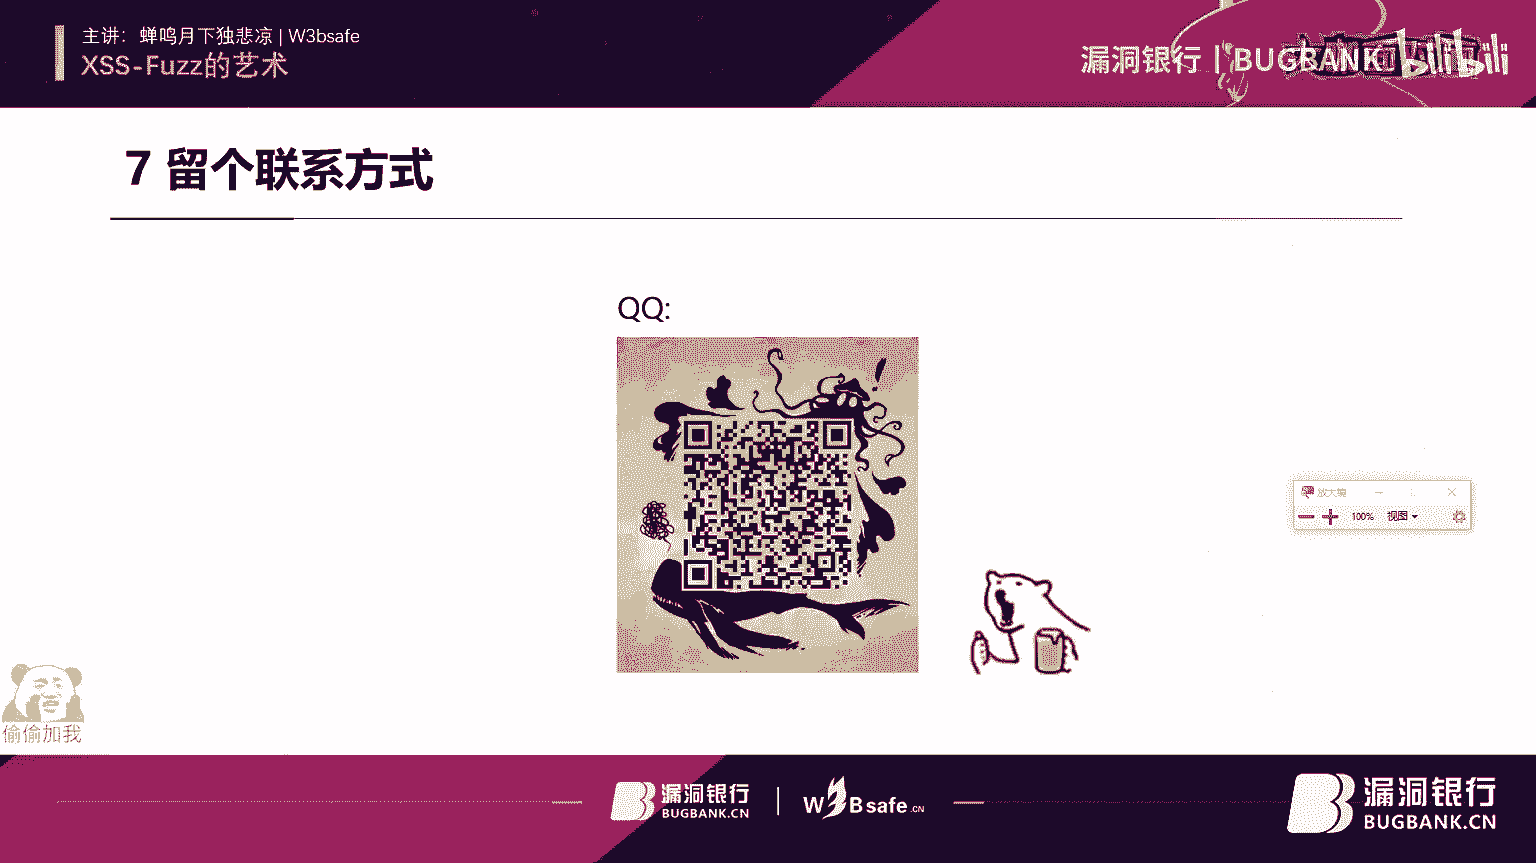 主讲：蝉鸣月下独悲凉 | W3bsafe
XSS-Fuzz的艺术
漏洞银行 | BUGBANK
bilibili
7 留个联系方式
QQ:
放大镜
100% 视图
偷偷加我
漏洞银行
BUGBANK.CN
W3Bsafe.CN
漏洞银行
BUGBANK.CN